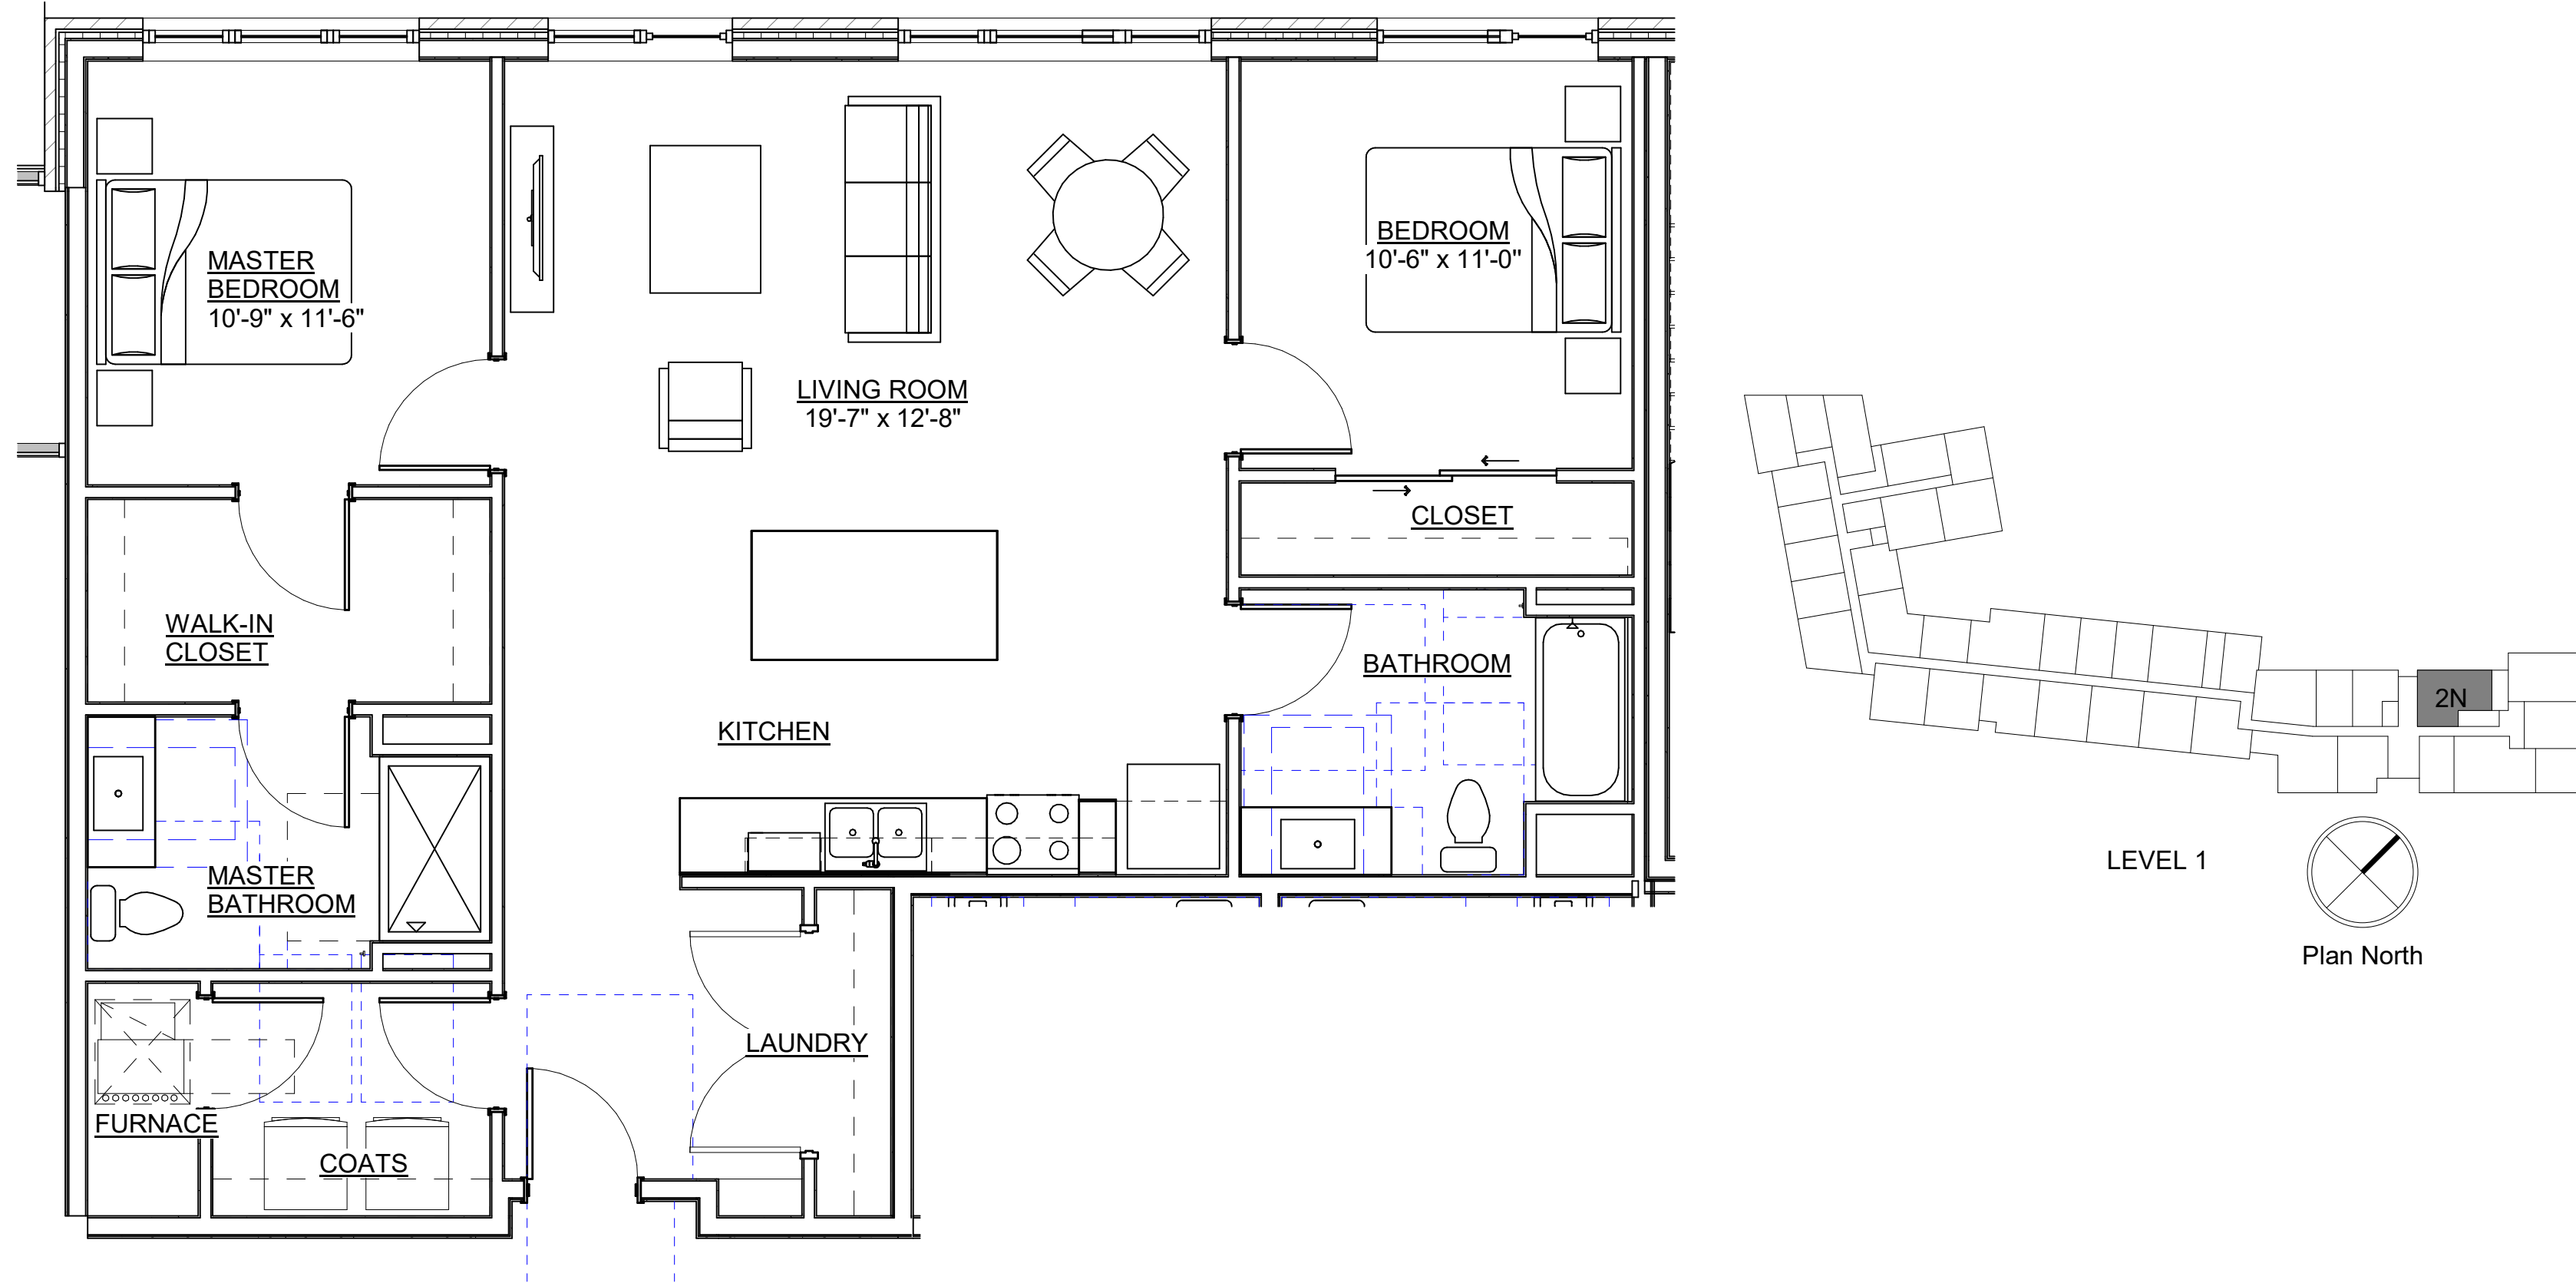 MASTER
BEDROOM
10'-9" x 11'-6"
LIVING ROOM
19'-7" x 12'-8"
BEDROOM
10'-6" x 11'-0"
CLOSET
WALK-IN
CLOSET
BATHROOM
KITCHEN
MASTER
BATHROOM
LAUNDRY
FURNACE
COATS
2N
LEVEL 1
Plan North